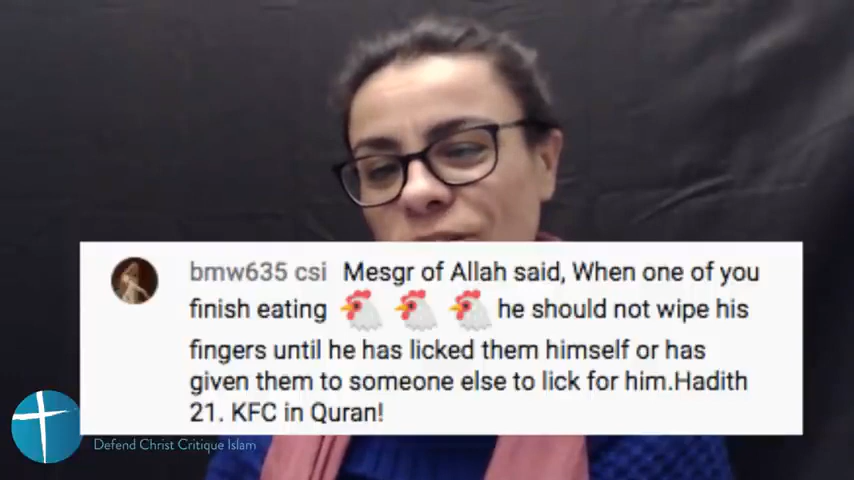 bmw635 csi Mesgr of Allah said, When one of you
finish eating 🐔 🐔 🐔 he should not wipe his
fingers until he has licked them himself or has
given them to someone else to lick for him.Hadith
21. KFC in Quran!
Defend Christ Critique Islam